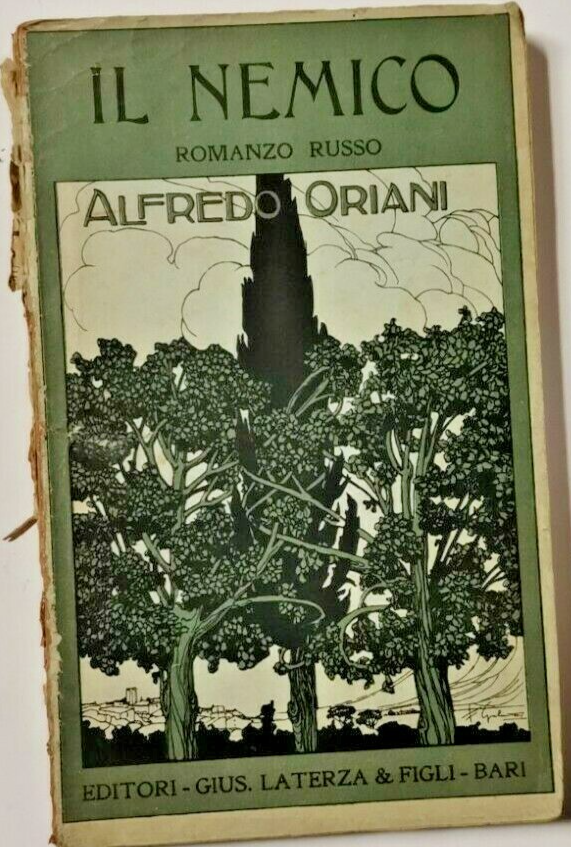 IL NEMICO
ROMANZO RUSSO
ALFREDO ORIANI
EDITORI - GIUS. LATERZA & FIGLI - BARI